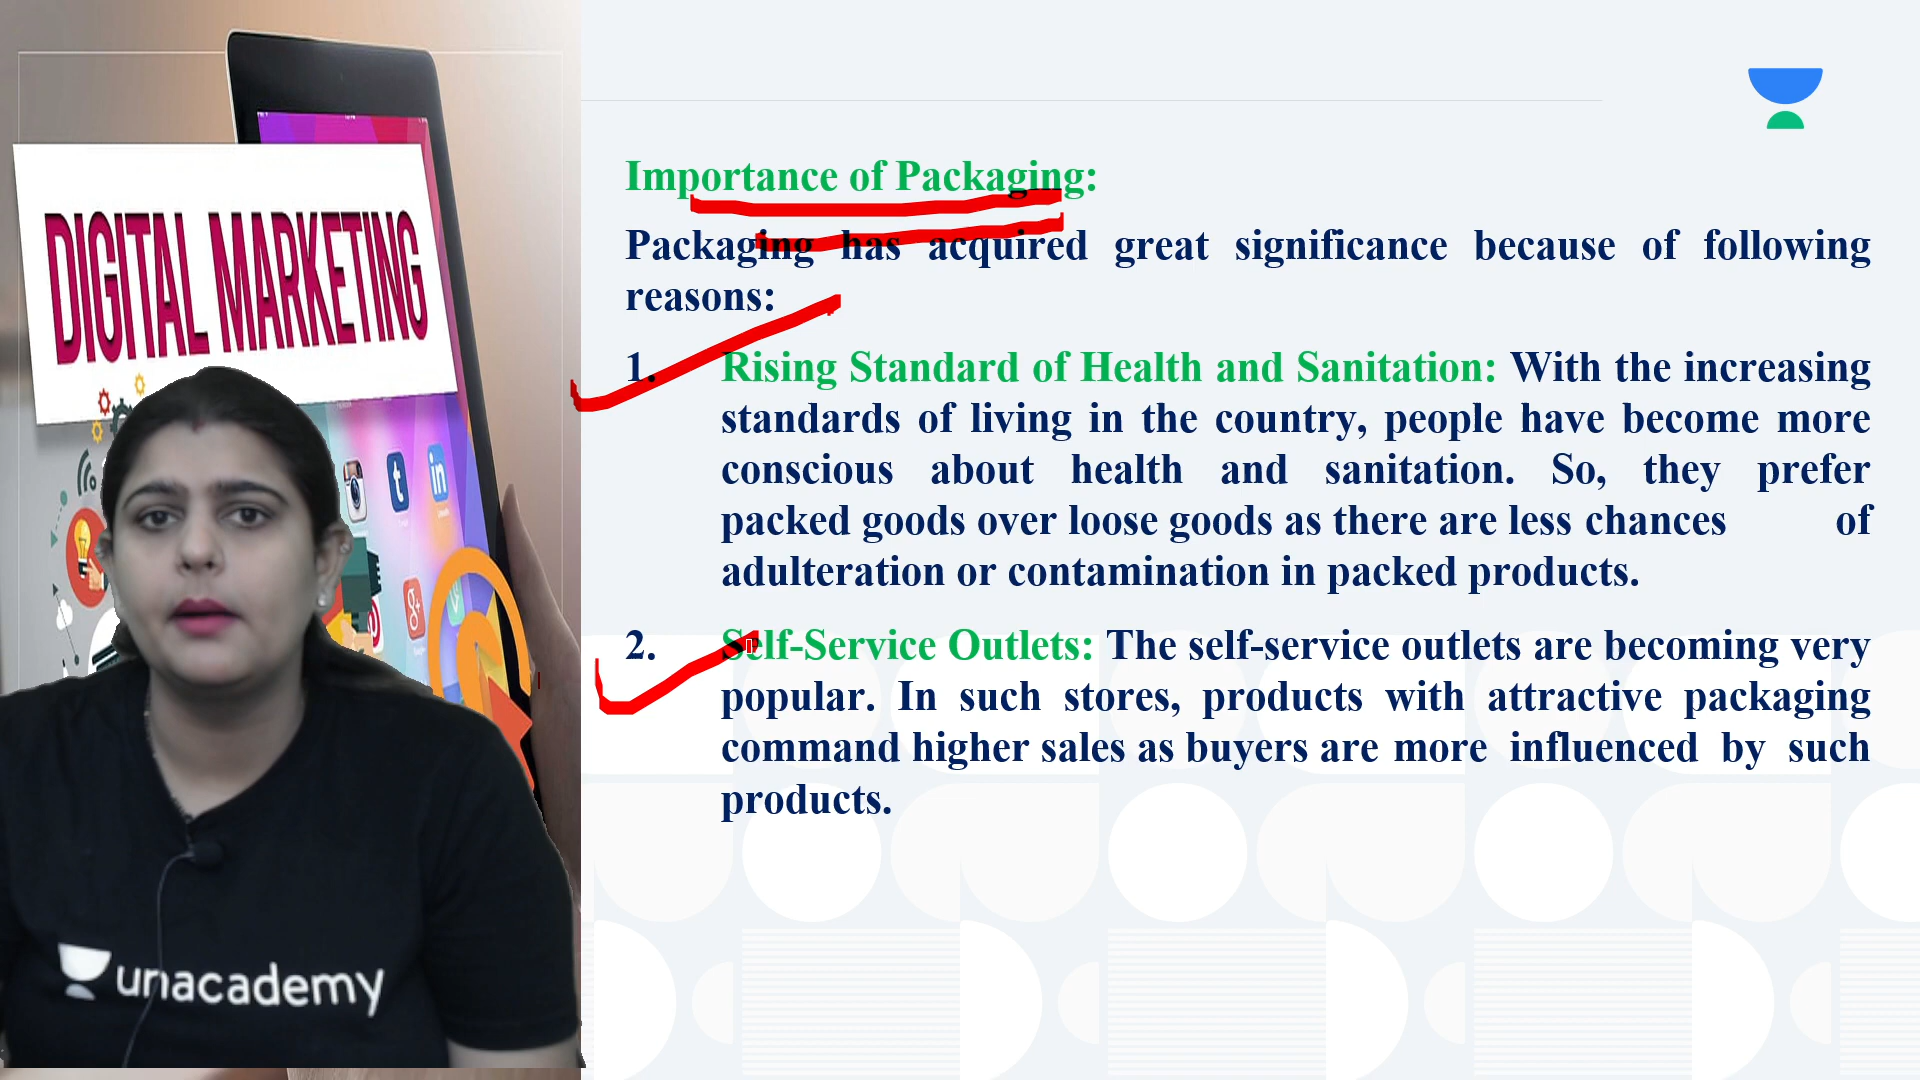 DIGITAL MARKETING
unacademy
Importance of Packaging:
Packaging has acquired great significance because of following
reasons:
1. Rising Standard of Health and Sanitation: With the increasing
standards of living in the country, people have become more
conscious about health and sanitation. So, they prefer
packed goods over loose goods as there are less chances of
adulteration or contamination in packed products.
2. Self-Service Outlets: The self-service outlets are becoming very
popular. In such stores, products with attractive packaging
command higher sales as buyers are more influenced by such
products.